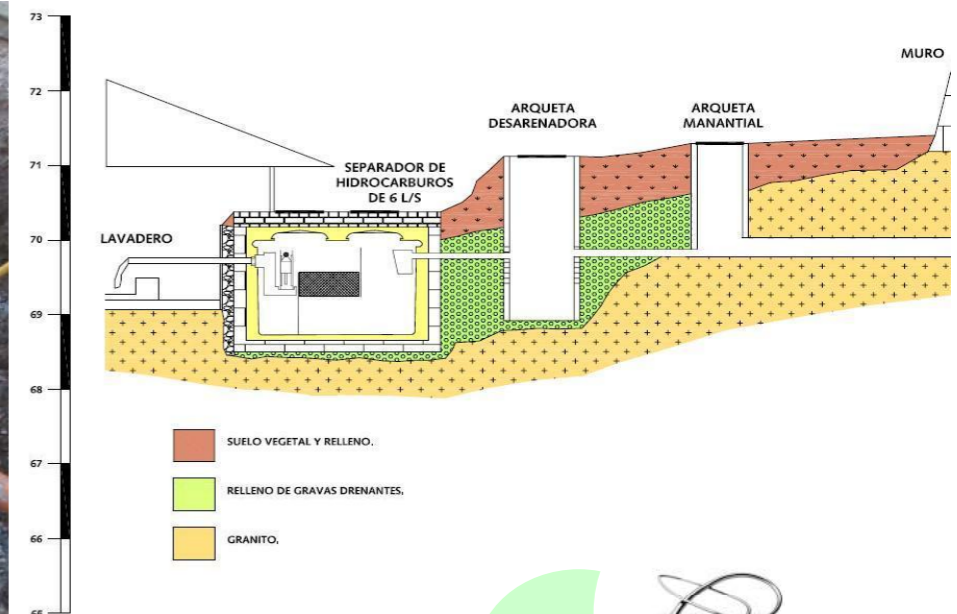 73
72
71
70
69
68
67
66
65
MURO
ARQUETA
DESARENADORA
ARQUETA
MANANTIAL
SEPARADOR DE
HIDROCARBUROS
DE 6 L/S
LAVADERO
SUELO VEGETAL Y RELLENO.
RELLENO DE GRAVAS DRENANTES.
GRANITO.